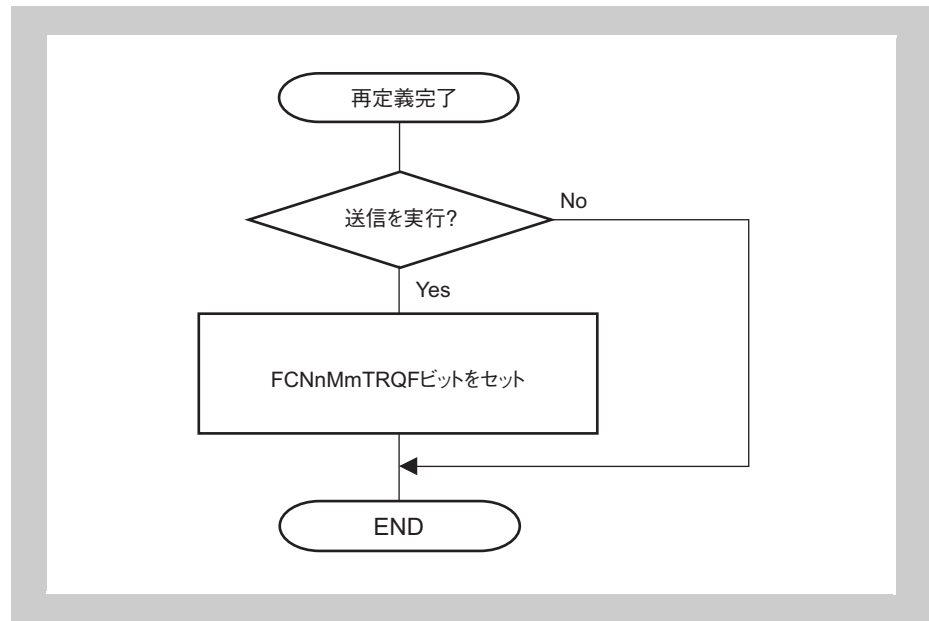 再定義完了
送信を実行?
No
Yes
FCNnMmTRQFビットをセット
END